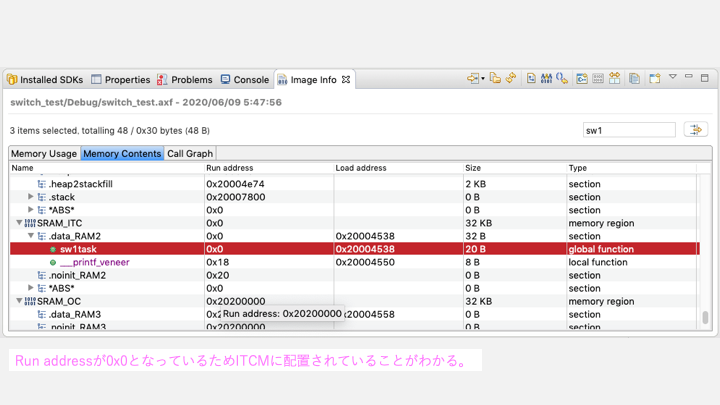 Installed SDKs Properties Problems Console Image Info
switch_test/Debug/switch_test.axf - 2020/06/09 5:47:56
3 items selected, totalling 48 / 0x30 bytes (48 B) sw1
Memory Usage Memory Contents Call Graph
Name Run address Load address Size Type
.heap2stackfill 0x20004e74 2 KB section
.stack 0x20007800 0 B section
*ABS* 0x0 0 B section
SRAM_ITC 0x0 32 KB memory region
.data_RAM2 0x0 0x20004538 32 B section
sw1task 0x0 0x20004538 20 B global function
___printf_veneer 0x18 0x20004550 8 B local function
.noinit_RAM2 0x20 0 B section
*ABS* 0x0 0 B section
SRAM_OC 0x20200000 32 KB memory region
Run address: 0x20200000
.data_RAM3 0x20004558 0 B section
.noinit_RAM3 0 B section
Run addressが0x0となっているためITCMに配置されていることがわかる。